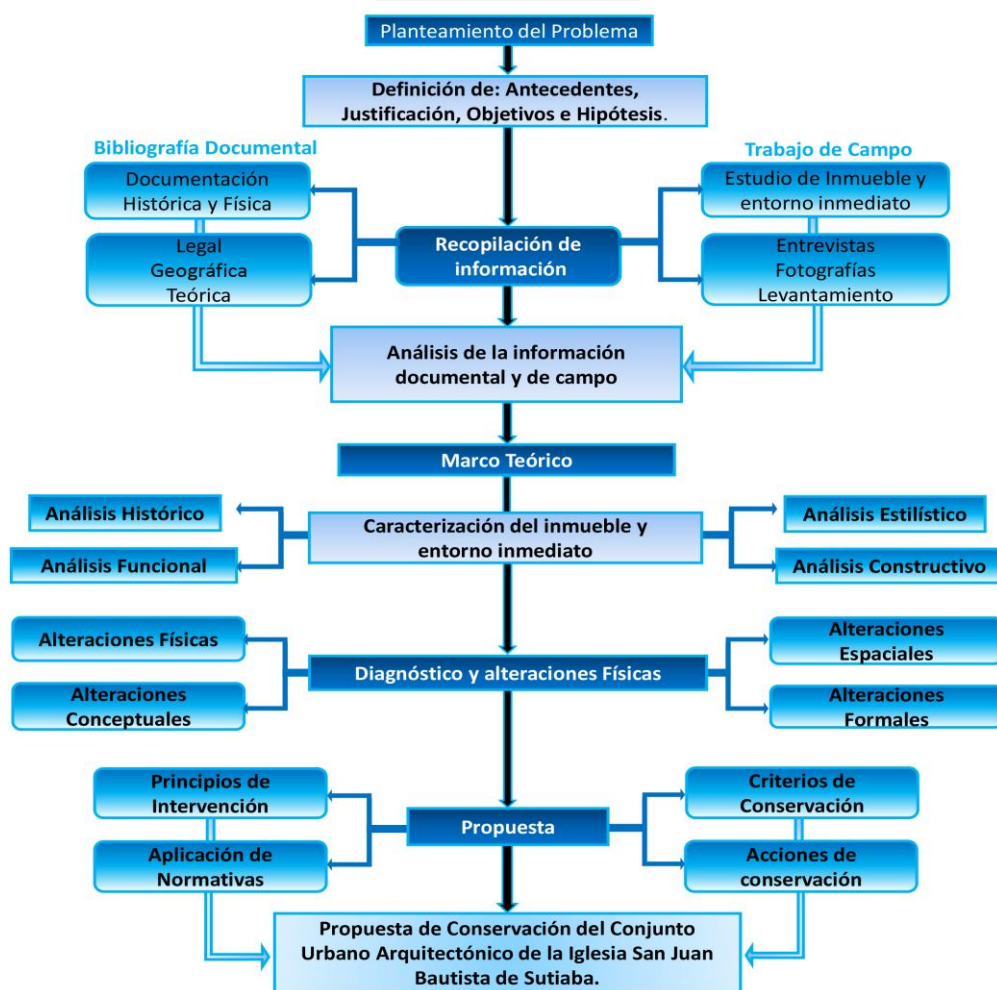 Planteamiento del Problema
Definición de: Antecedentes,
Justificación, Objetivos e Hipótesis.
Bibliografía Documental
Trabajo de Campo
Documentación
Histórica y Física
Estudio de Inmueble y
entorno inmediato
Legal
Geográfica
Teórica
Recopilación de
información
Entrevistas
Fotografías
Levantamiento
Análisis de la información
documental y de campo
Marco Teórico
Análisis Histórico
Caracterización del inmueble y
entorno inmediato
Análisis Estilístico
Análisis Funcional
Análisis Constructivo
Alteraciones Físicas
Alteraciones
Espaciales
Diagnóstico y alteraciones Físicas
Alteraciones
Conceptuales
Alteraciones
Formales
Principios de
Intervención
Criterios de
Conservación
Propuesta
Aplicación de
Normativas
Acciones de
conservación
Propuesta de Conservación del Conjunto
Urbano Arquitectónico de la Iglesia San Juan
Bautista de Sutiaba.